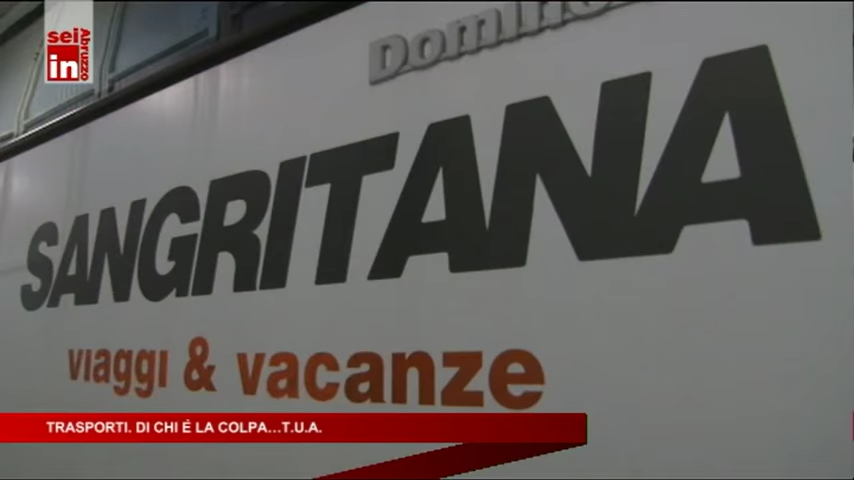 sei
in
Abruzzo
SANGRITANA
viaggi & vacanze
TRASPORTI. DI CHI È LA COLPA...T.U.A.